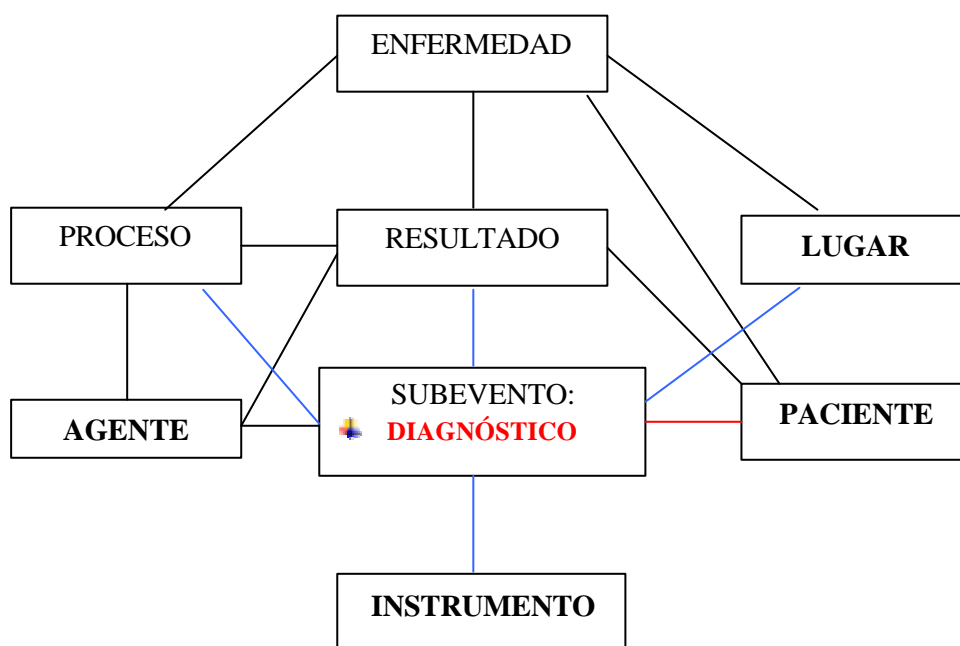 ENFERMEDAD
PROCESO
RESULTADO
LUGAR
AGENTE
SUBEVENTO:
DIAGNÓSTICO
PACIENTE
INSTRUMENTO